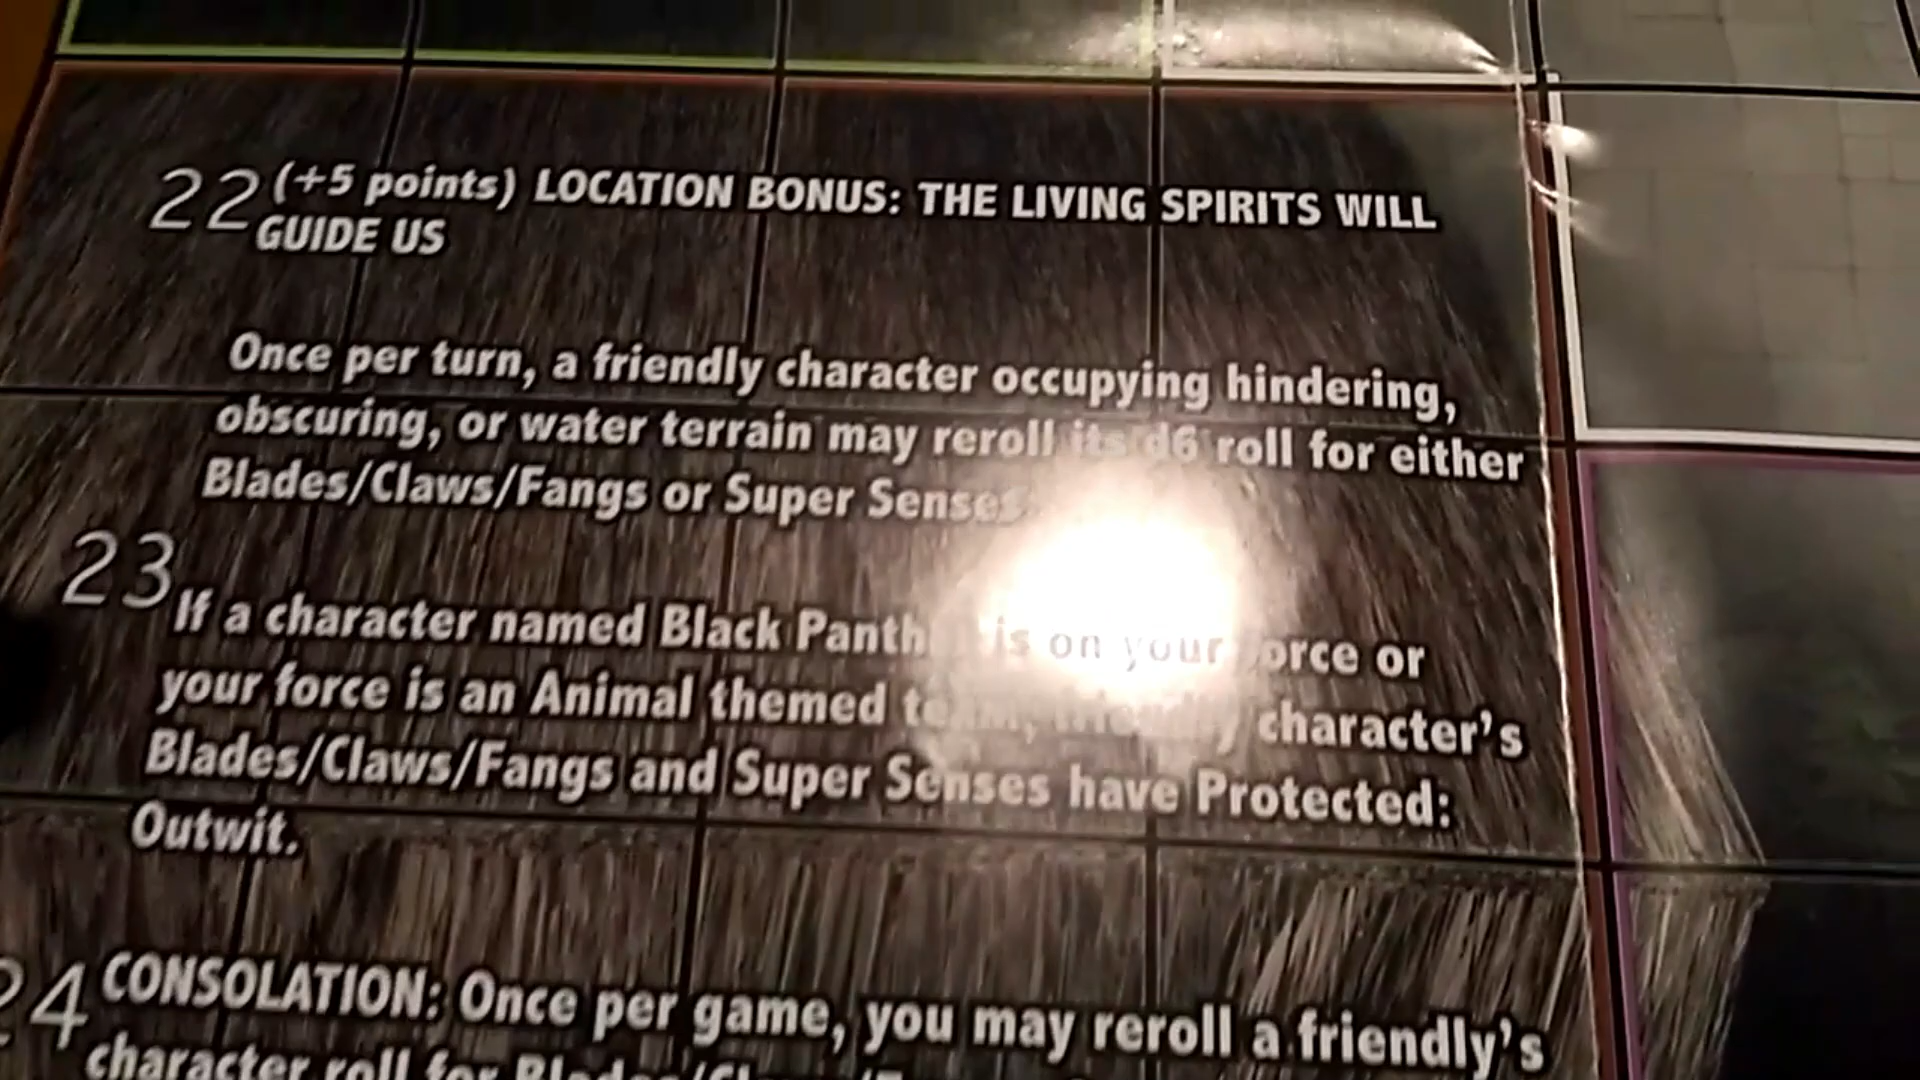 22 (+5 points) LOCATION BONUS: THE LIVING SPIRITS WILL
GUIDE US
Once per turn, a friendly character occupying hindering,
obscuring, or water terrain may reroll its d6 roll for either
Blades/Claws/Fangs or Super Senses
23
If a character named Black is on your or
your force is an Animal themed character's
Blades/Claws/Fangs and Super Senses have Protected:
Outwit.
24 CONSOLATION: Once per game, you may reroll a friendly's
character roll for